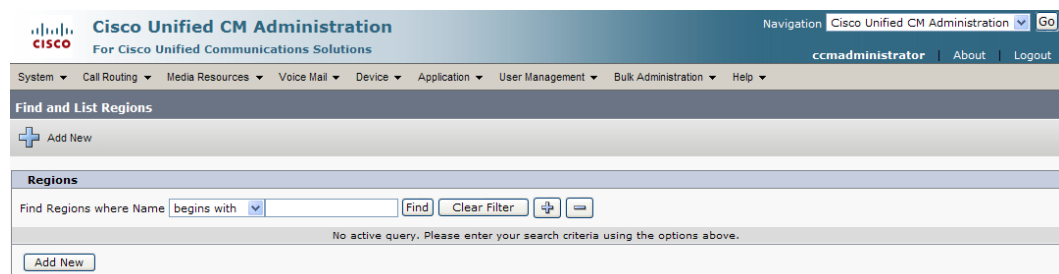 Cisco Unified CM Administration
For Cisco Unified Communications Solutions
CISCO
Navigation Cisco Unified CM Administration Go
ccmadministrator | About | Logout
System Call Routing Media Resources Voice Mail Device Application User Management Bulk Administration Help
Find and List Regions
Add New
Regions
Find Regions where Name begins with Find Clear Filter
No active query. Please enter your search criteria using the options above.
Add New